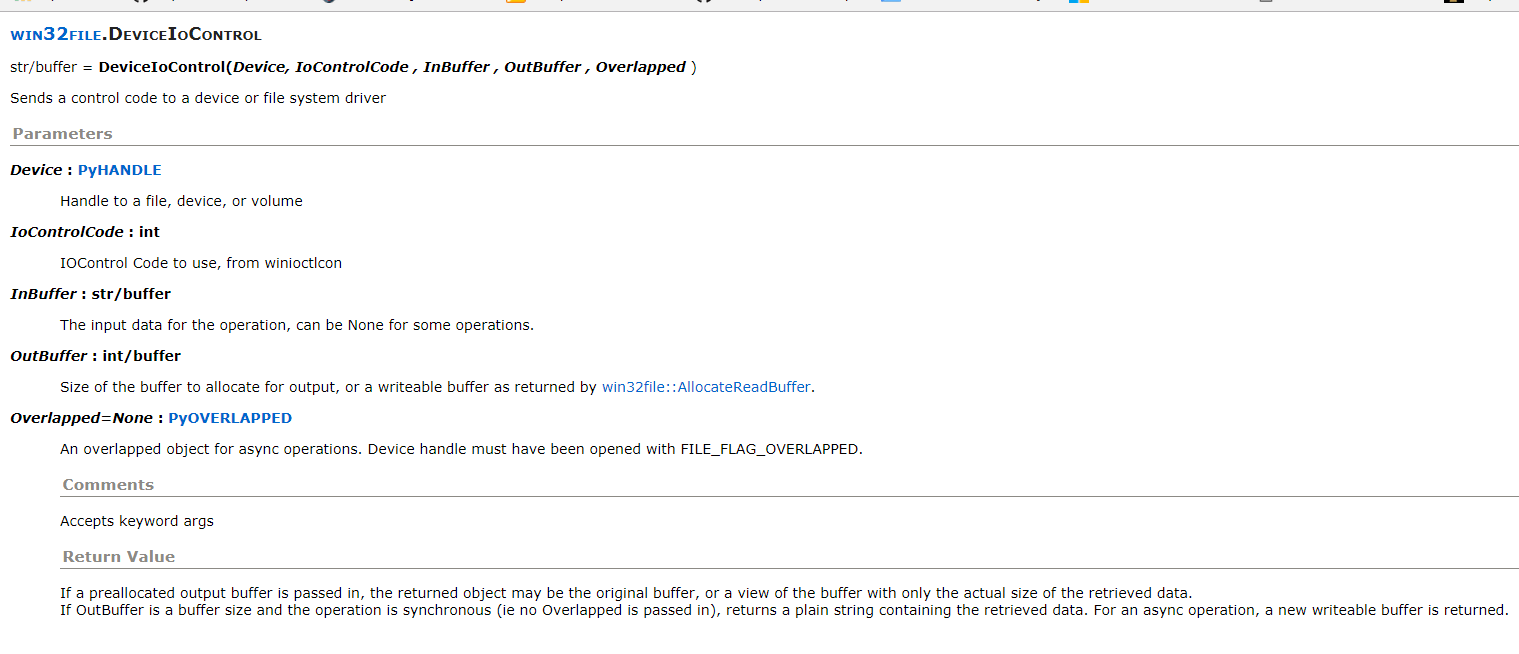 win32file.DeviceIoControl
str/buffer = DeviceIoControl(Device, IoControlCode , InBuffer , OutBuffer , Overlapped )
Sends a control code to a device or file system driver
Parameters
Device : PyHANDLE
Handle to a file, device, or volume
IoControlCode : int
IOControl Code to use, from winioctlcon
InBuffer : str/buffer
The input data for the operation, can be None for some operations.
OutBuffer : int/buffer
Size of the buffer to allocate for output, or a writeable buffer as returned by win32file::AllocateReadBuffer.
Overlapped=None : PyOVERLAPPED
An overlapped object for async operations. Device handle must have been opened with FILE_FLAG_OVERLAPPED.
Comments
Accepts keyword args
Return Value
If a preallocated output buffer is passed in, the returned object may be the original buffer, or a view of the buffer with only the actual size of the retrieved data.
If OutBuffer is a buffer size and the operation is synchronous (ie no Overlapped is passed in), returns a plain string containing the retrieved data. For an async operation, a new writeable buffer is returned.